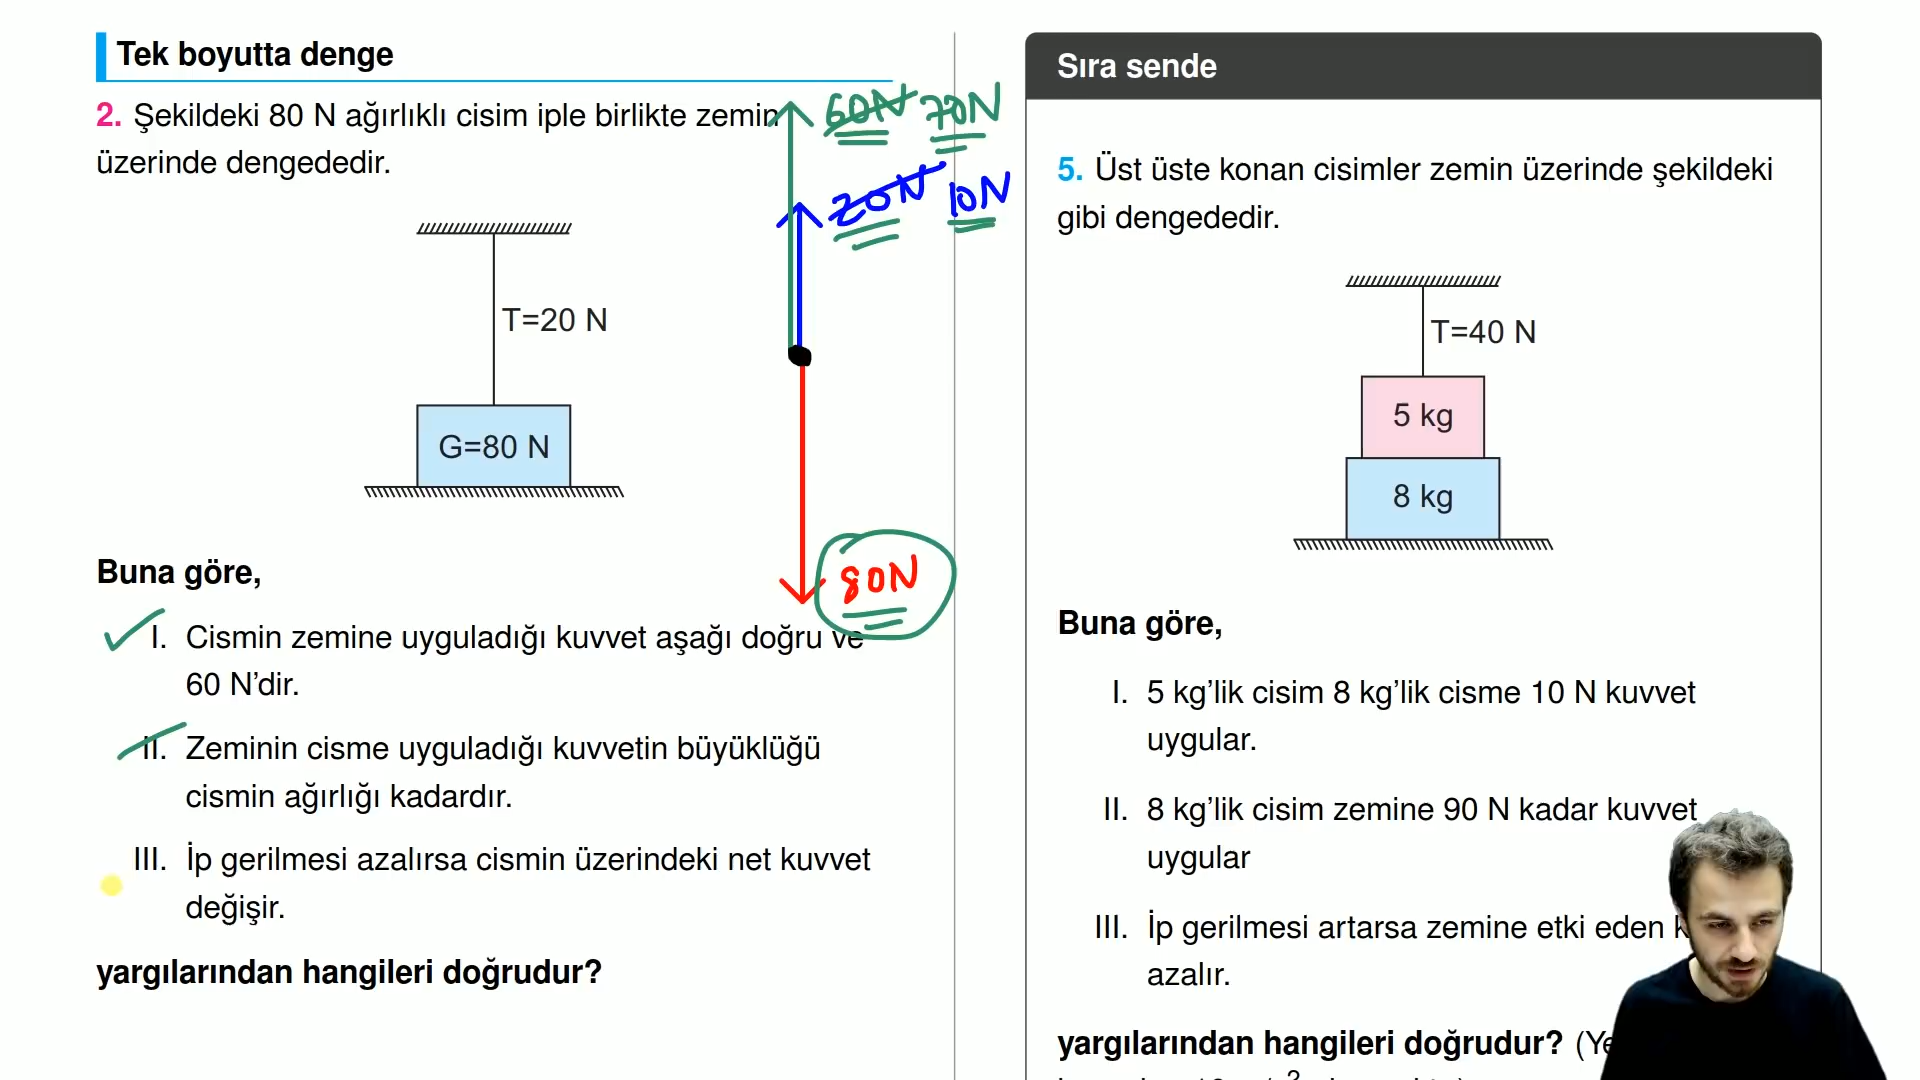 Tek boyutta denge
2. Şekildeki 80 N ağırlıklı cisim iple birlikte zemin
üzerinde dengededir.
60N 70N
20N 10N
T=20 N
G=80 N
80N
Buna göre,
I. Cismin zemine uyguladığı kuvvet aşağı doğru ve
60 N’dir.
II. Zeminin cisme uyguladığı kuvvetin büyüklüğü
cismin ağırlığı kadardır.
III. İp gerilmesi azalırsa cismin üzerindeki net kuvvet
değişir.
yargılarından hangileri doğrudur?
Sıra sende
5. Üst üste konan cisimler zemin üzerinde şekildeki
gibi dengededir.
T=40 N
5 kg
8 kg
Buna göre,
I. 5 kg’lik cisim 8 kg’lik cisme 10 N kuvvet
uygular.
II. 8 kg’lik cisim zemine 90 N kadar kuvvet
uygular
III. İp gerilmesi artarsa zemine etki eden
azalır.
yargılarından hangileri doğrudur?